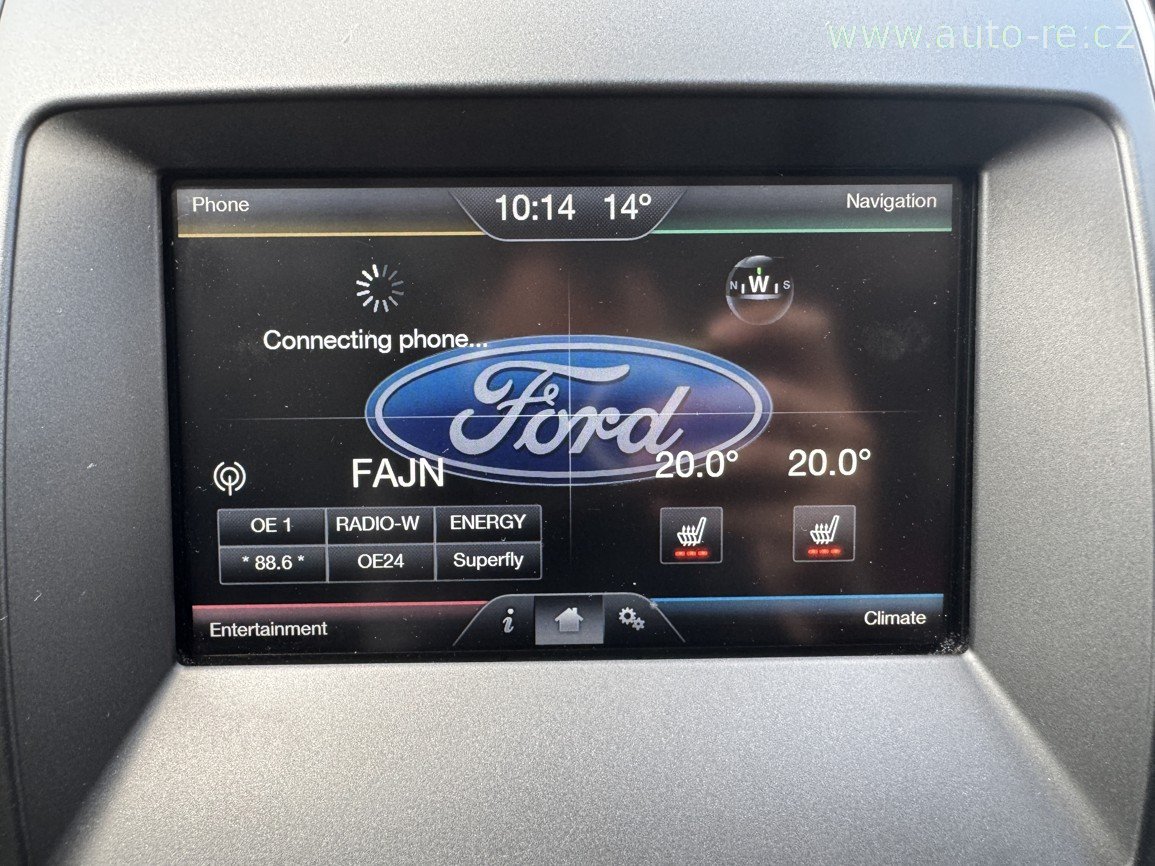 www.auto-re.cz
Phone
10:14 14°
Navigation
N W S
Connecting phone...
Ford
FAJN
20.0° 20.0°
OE 1 RADIO-W ENERGY
* 88.6 * OE24 Superfly
i
Entertainment
Climate